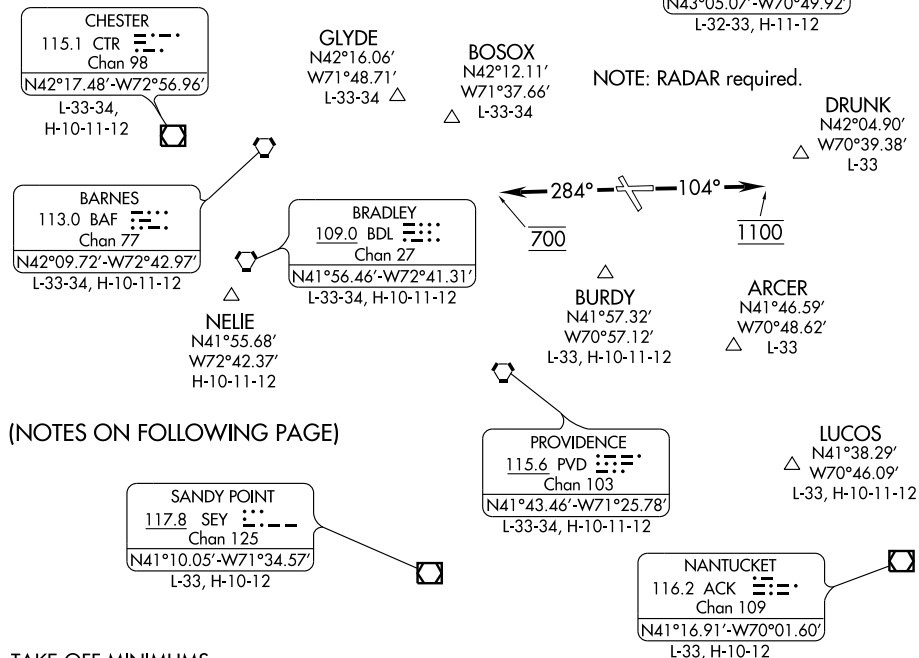 N43°05.07′-W70°49.92′
L-32-33, H-11-12
CHESTER
115.1 CTR
Chan 98
N42°17.48′-W72°56.96′
L-33-34,
H-10-11-12
GLYDE
N42°16.06′
W71°48.71′
L-33-34
BOSOX
N42°12.11′
W71°37.66′
L-33-34
NOTE: RADAR required.
DRUNK
N42°04.90′
W70°39.38′
L-33
BARNES
113.0 BAF
Chan 77
N42°09.72′-W72°42.97′
L-33-34, H-10-11-12
BRADLEY
109.0 BDL
Chan 27
N41°56.46′-W72°41.31′
L-33-34, H-10-11-12
284°
104°
700
1100
NELIE
N41°55.68′
W72°42.37′
H-10-11-12
BURDY
N41°57.32′
W70°57.12′
L-33, H-10-11-12
ARCER
N41°46.59′
W70°48.62′
L-33
(NOTES ON FOLLOWING PAGE)
PROVIDENCE
115.6 PVD
Chan 103
N41°43.46′-W71°25.78′
L-33-34, H-10-11-12
LUCOS
N41°38.29′
W70°46.09′
L-33, H-10-11-12
SANDY POINT
117.8 SEY
Chan 125
N41°10.05′-W71°34.57′
L-33, H-10-12
NANTUCKET
116.2 ACK
Chan 109
N41°16.91′-W70°01.60′
L-33, H-10-12
TAKE-OFF MINIMUMS